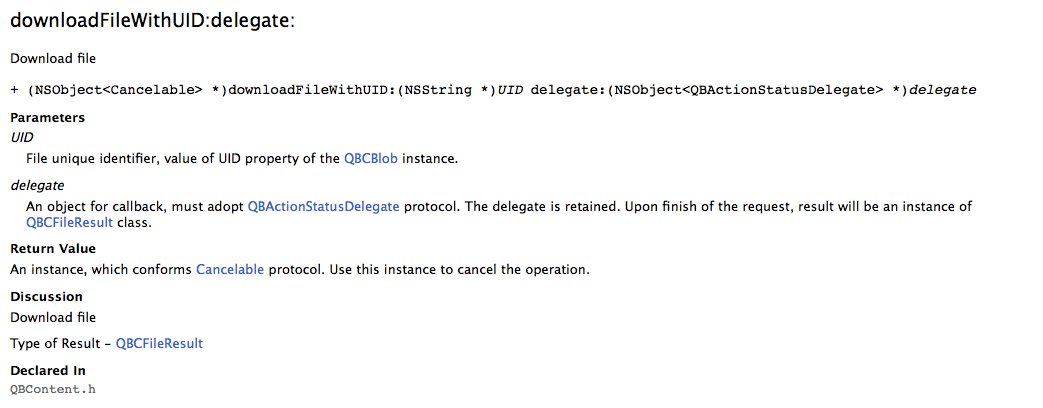 downloadFileWithUID:delegate:
Download file
+ (NSObject<Cancelable> *)downloadFileWithUID:(NSString *)UID delegate:(NSObject<QBActionStatusDelegate> *)delegate
Parameters
UID
File unique identifier, value of UID property of the QBCBlob instance.
delegate
An object for callback, must adopt QBActionStatusDelegate protocol. The delegate is retained. Upon finish of the request, result will be an instance of
QBCFileResult class.
Return Value
An instance, which conforms Cancelable protocol. Use this instance to cancel the operation.
Discussion
Download file
Type of Result – QBCFileResult
Declared In
QBContent.h